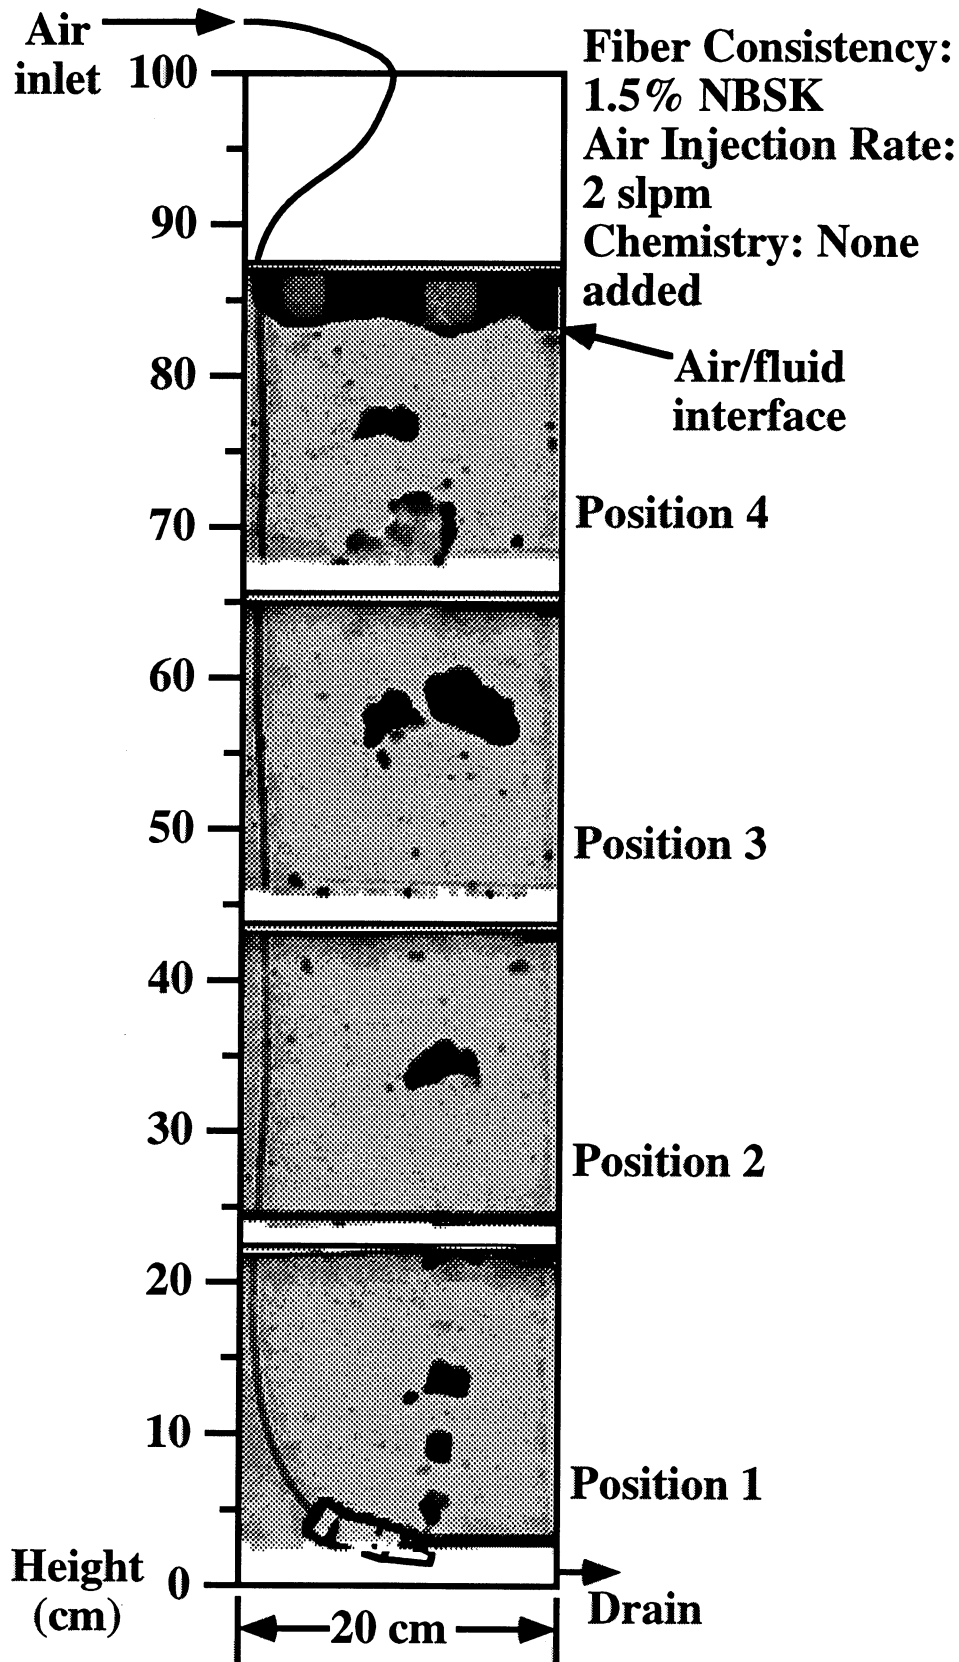 Air
inlet
Fiber Consistency:
1.5% NBSK
Air Injection Rate:
2 slpm
Chemistry: None
added
Air/fluid
interface
100
90
80
70
60
50
40
30
20
10
0
Position 4
Position 3
Position 2
Position 1
Height
(cm)
Drain
20 cm